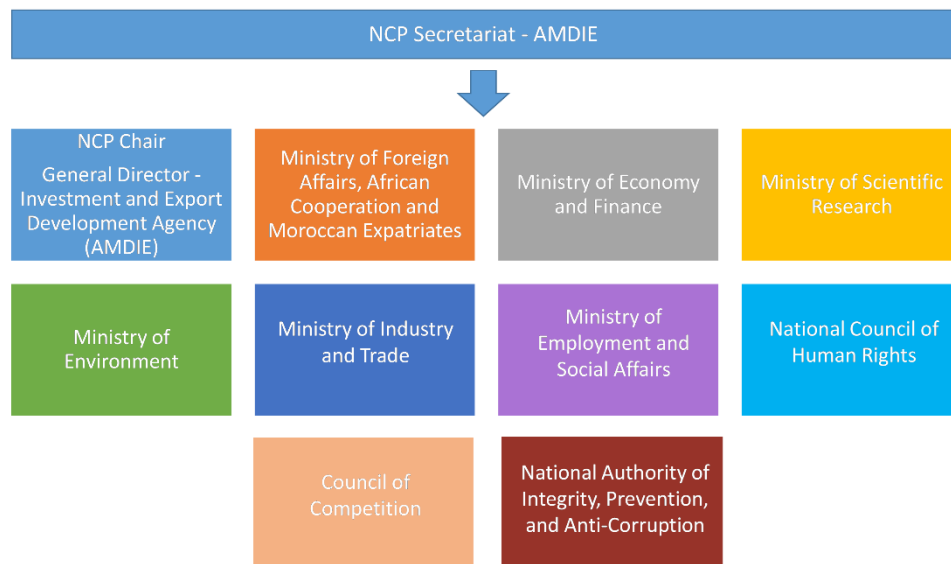 NCP Secretariat - AMDIE
NCP Chair
General Director -
Investment and Export
Development Agency
(AMDIE)
Ministry of Foreign
Affairs, African
Cooperation and
Moroccan Expatriates
Ministry of Economy
and Finance
Ministry of Scientific
Research
Ministry of
Environment
Ministry of Industry
and Trade
Ministry of
Employment and
Social Affairs
National Council of
Human Rights
Council of
Competition
National Authority of
Integrity, Prevention,
and Anti-Corruption